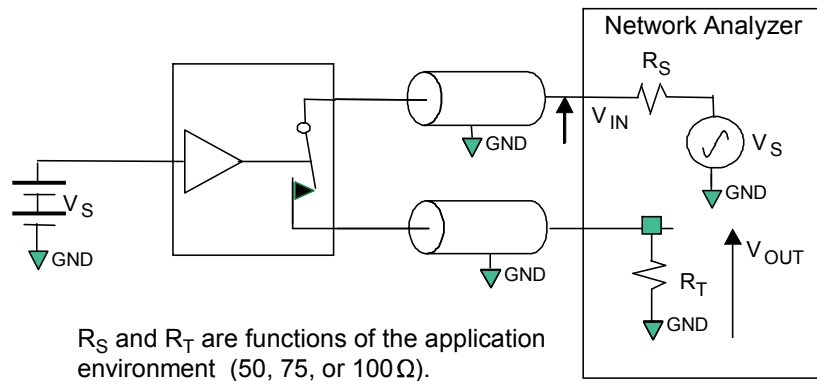 Network Analyzer
R_S
V_IN
GND
V_S
GND
V_S
GND
GND
V_OUT
R_T
GND
R_S and R_T are functions of the application
environment (50, 75, or 100Ω).